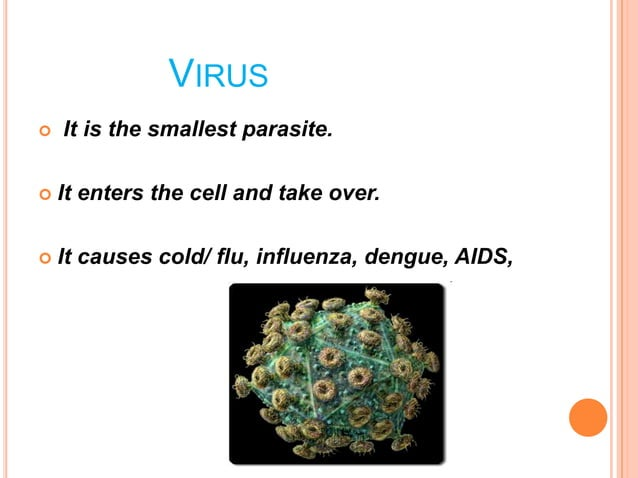 VIRUS
It is the smallest parasite.
It enters the cell and take over.
It causes cold/ flu, influenza, dengue, AIDS,